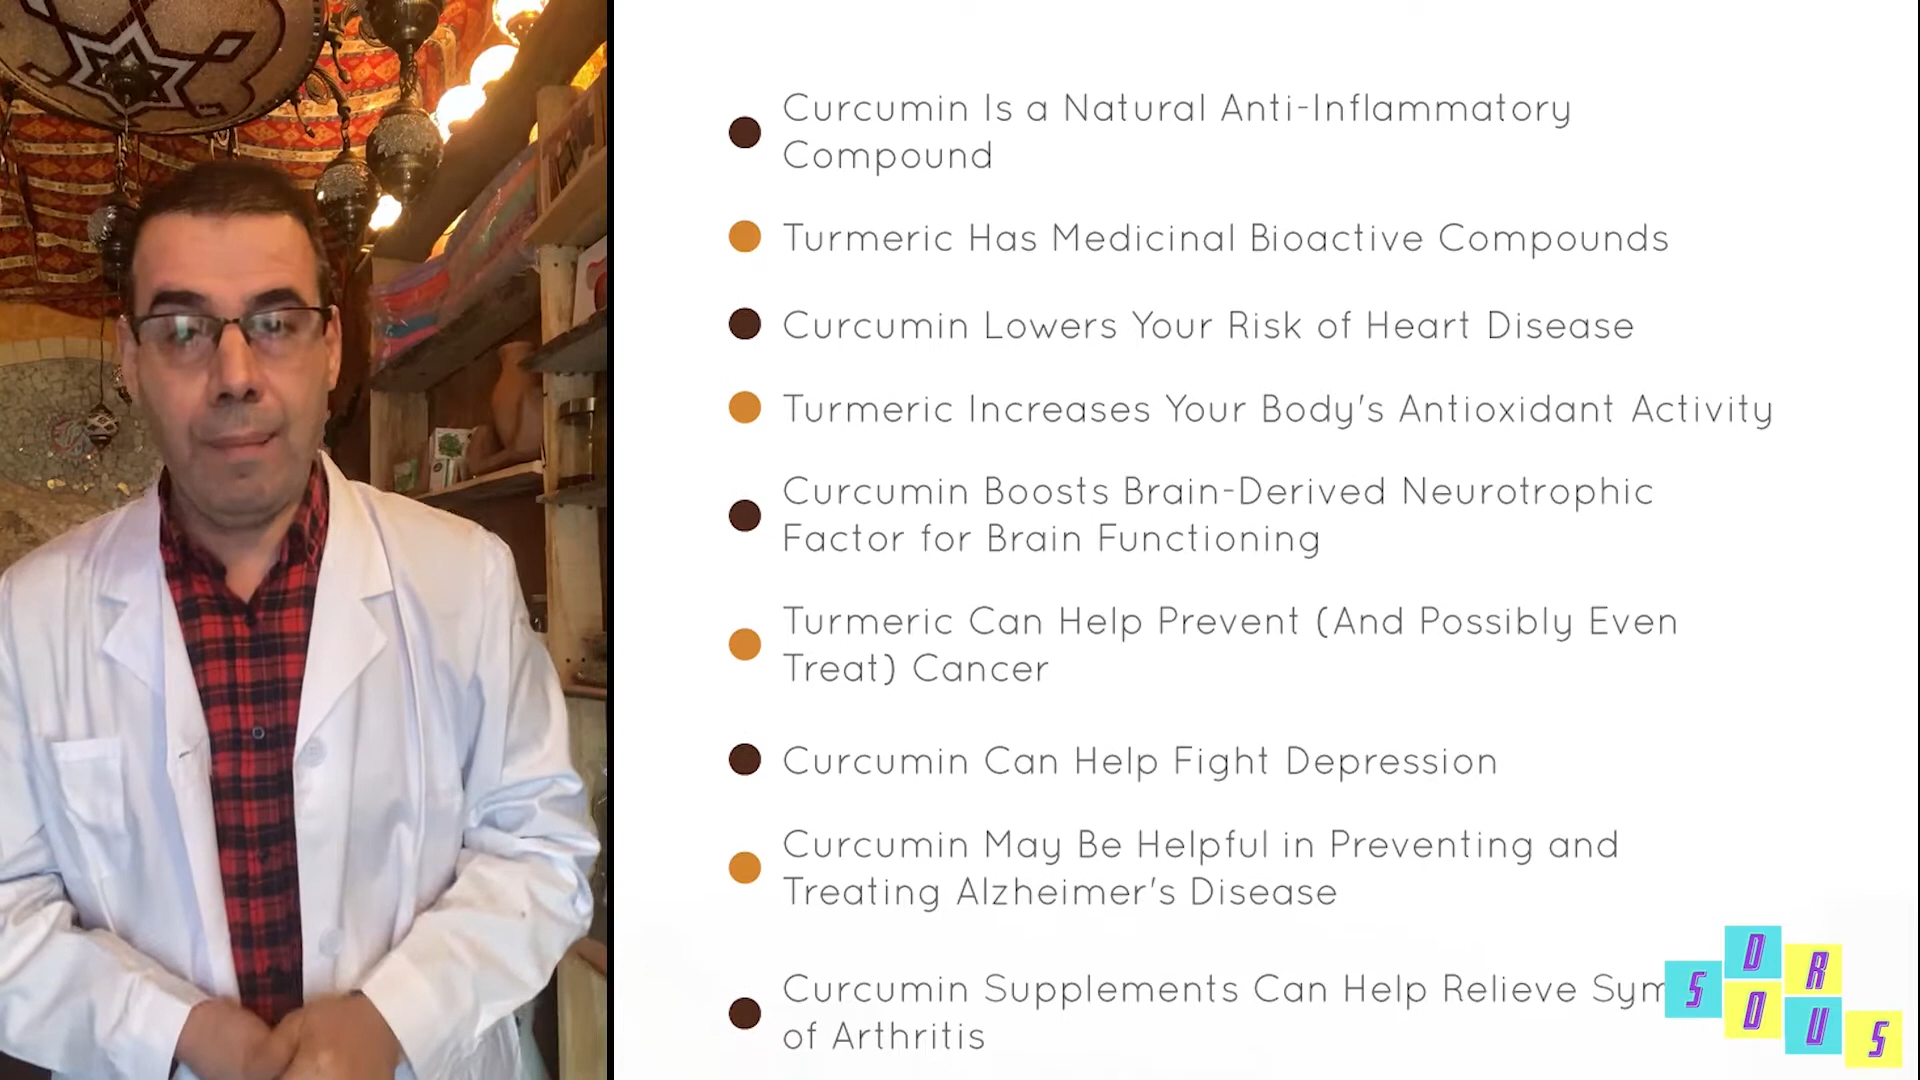 Curcumin Is a Natural Anti-Inflammatory
Compound
Turmeric Has Medicinal Bioactive Compounds
Curcumin Lowers Your Risk of Heart Disease
Turmeric Increases Your Body's Antioxidant Activity
Curcumin Boosts Brain-Derived Neurotrophic
Factor for Brain Functioning
Turmeric Can Help Prevent (And Possibly Even
Treat) Cancer
Curcumin Can Help Fight Depression
Curcumin May Be Helpful in Preventing and
Treating Alzheimer's Disease
Curcumin Supplements Can Help Relieve Sym
of Arthritis
D R
S O U S